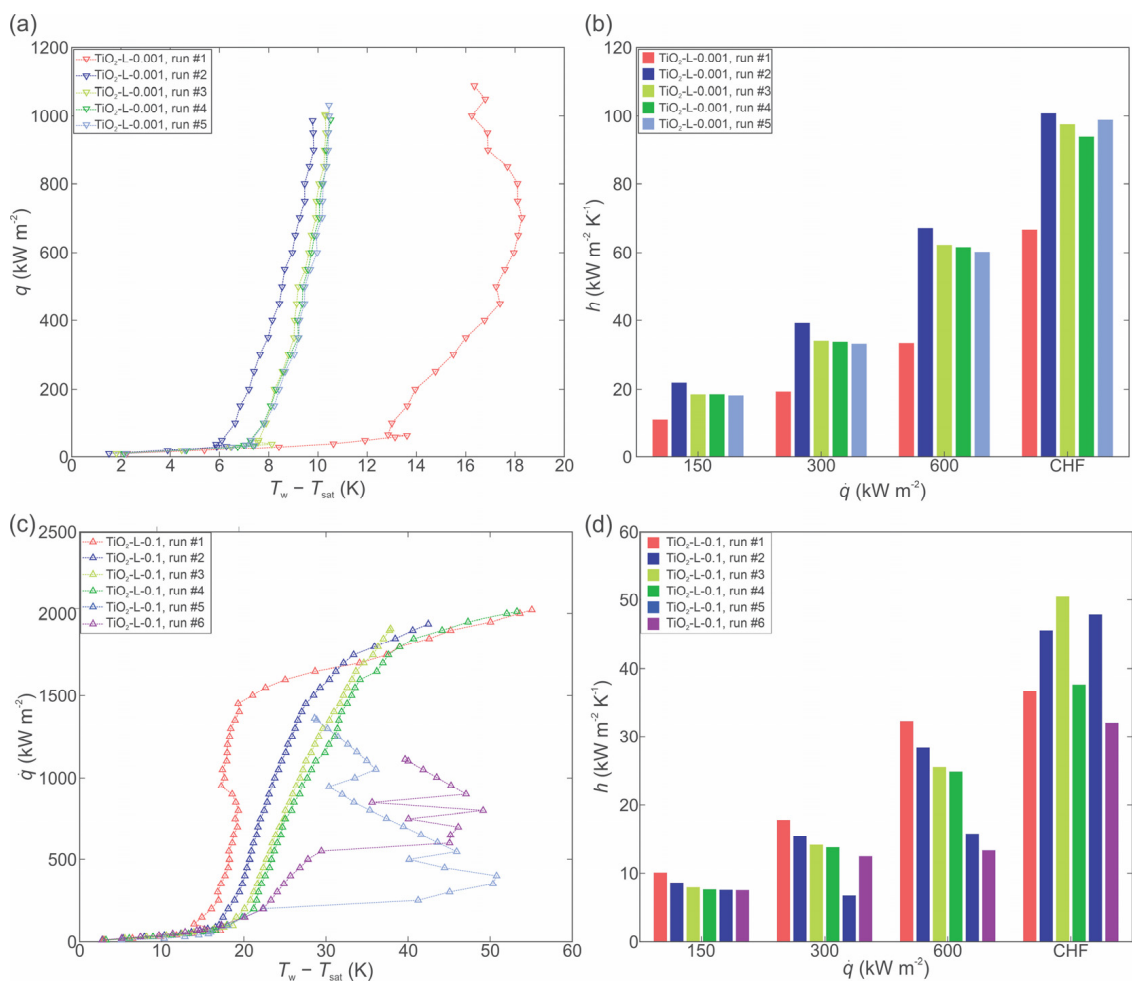 (a)
1200
1000
800
600
400
200
0
q (kW m⁻²)
TiO₂-L-0.001, run #1
TiO₂-L-0.001, run #2
TiO₂-L-0.001, run #3
TiO₂-L-0.001, run #4
TiO₂-L-0.001, run #5
0 2 4 6 8 10 12 14 16 18 20
T_w − T_sat (K)
(b)
120
100
80
60
40
20
0
h (kW m⁻² K⁻¹)
TiO₂-L-0.001, run #1
TiO₂-L-0.001, run #2
TiO₂-L-0.001, run #3
TiO₂-L-0.001, run #4
TiO₂-L-0.001, run #5
150 300 600 CHF
q̇ (kW m⁻²)
(c)
2500
2000
1500
1000
500
0
q̇ (kW m⁻²)
TiO₂-L-0.1, run #1
TiO₂-L-0.1, run #2
TiO₂-L-0.1, run #3
TiO₂-L-0.1, run #4
TiO₂-L-0.1, run #5
TiO₂-L-0.1, run #6
0 10 20 30 40 50 60
T_w − T_sat (K)
(d)
60
50
40
30
20
10
0
h (kW m⁻² K⁻¹)
TiO₂-L-0.1, run #1
TiO₂-L-0.1, run #2
TiO₂-L-0.1, run #3
TiO₂-L-0.1, run #4
TiO₂-L-0.1, run #5
TiO₂-L-0.1, run #6
150 300 600 CHF
q̇ (kW m⁻²)